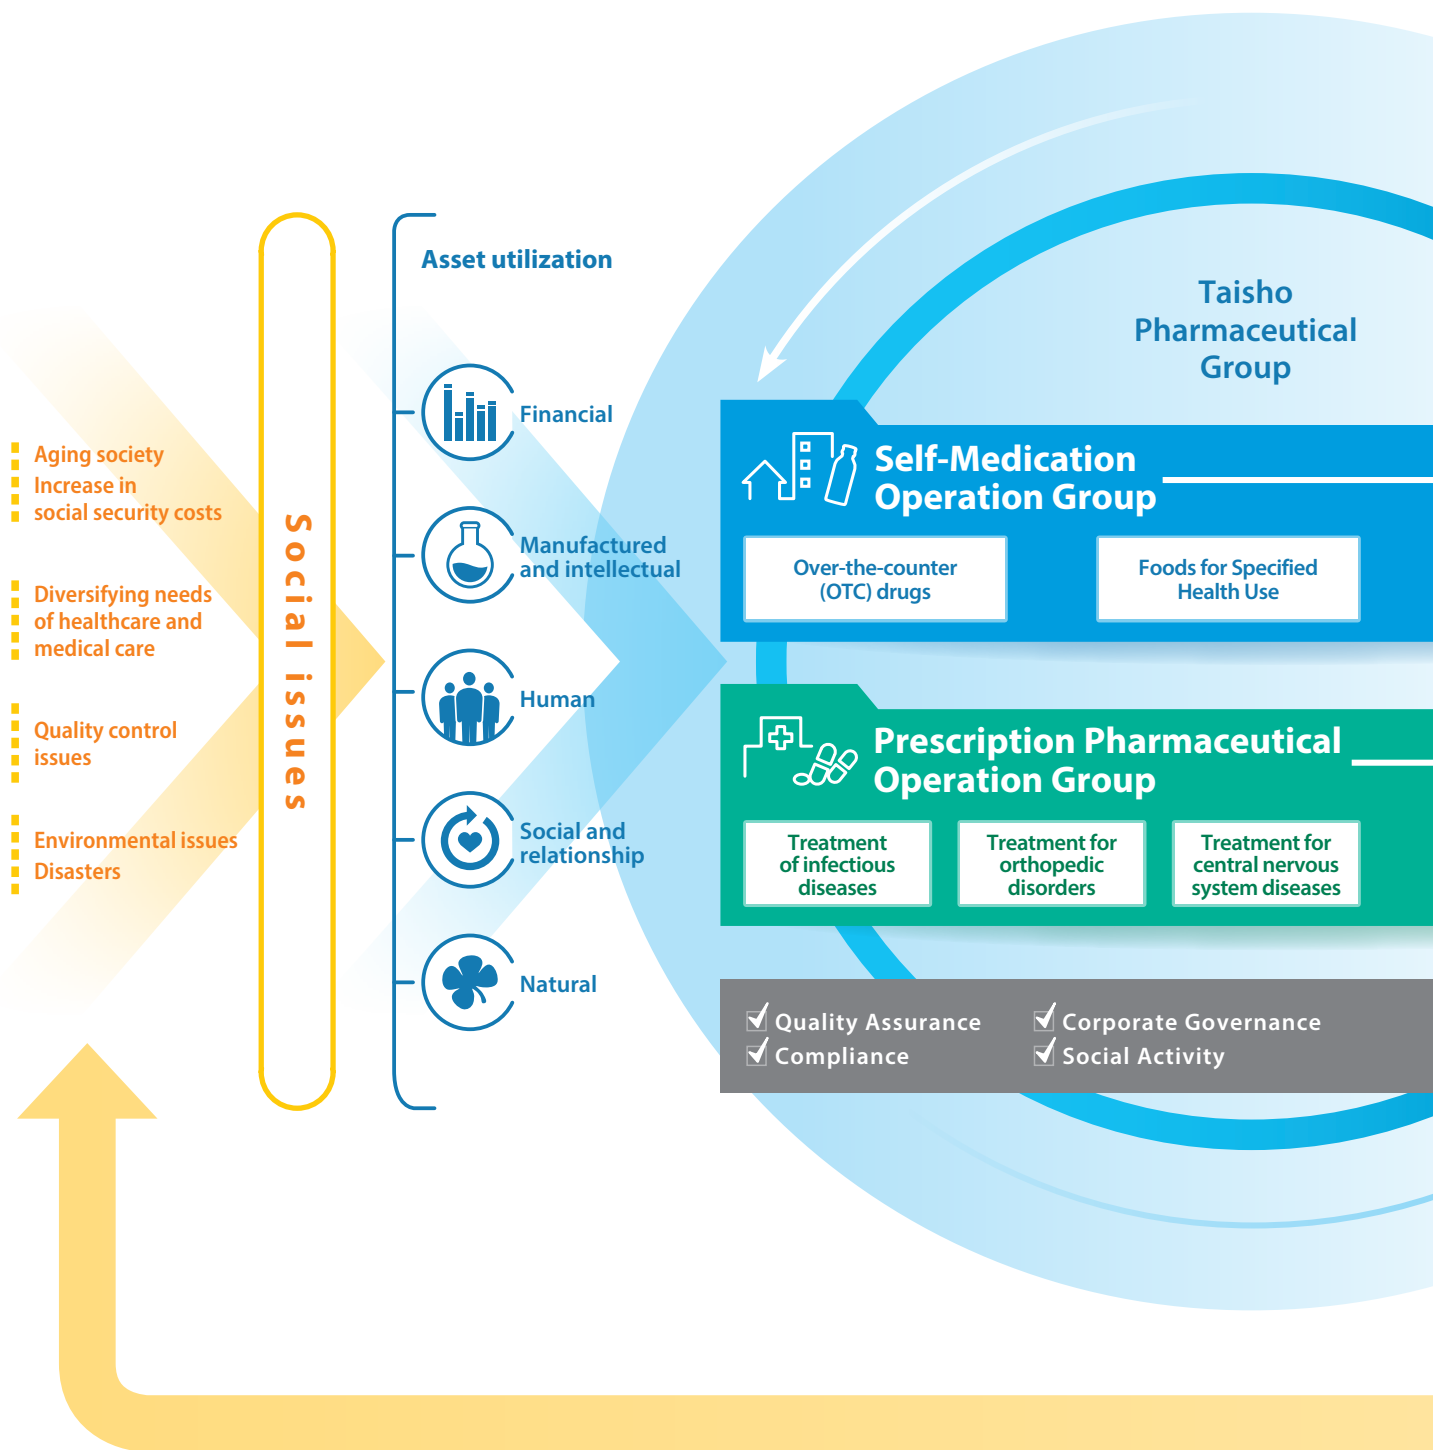 Aging society
Increase in
social security costs
Diversifying needs
of healthcare and
medical care
Quality control
issues
Environmental issues
Disasters
Social issues
Asset utilization
Financial
Manufactured
and intellectual
Human
Social and
relationship
Natural
Taisho
Pharmaceutical
Group
Self-Medication
Operation Group
Over-the-counter
(OTC) drugs
Foods for Specified
Health Use
Prescription Pharmaceutical
Operation Group
Treatment
of infectious
diseases
Treatment for
orthopedic
disorders
Treatment for
central nervous
system diseases
Quality Assurance
Corporate Governance
Compliance
Social Activity